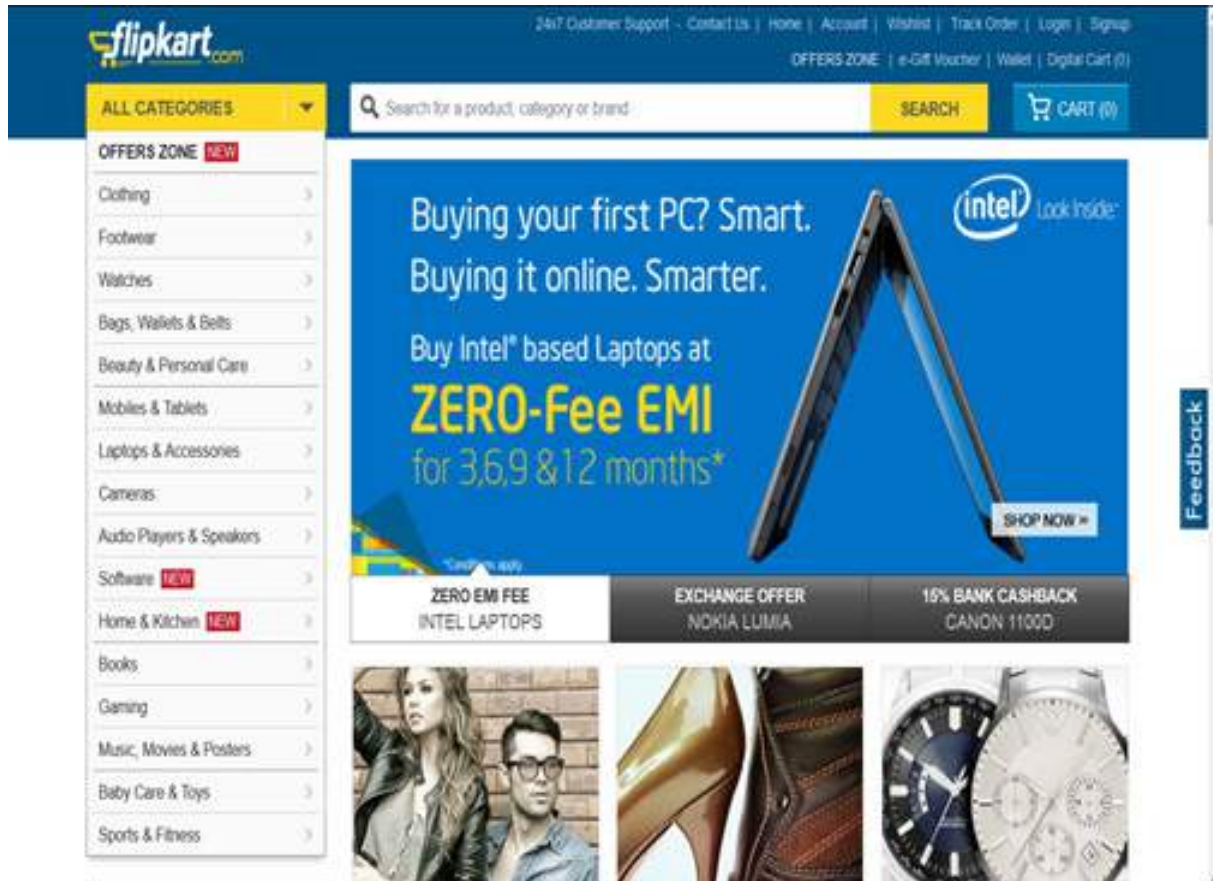 flipkart.com
24x7 Customer Support - Contact Us | Home | Account | Wishlist | Track Order | Login | Signup
OFFERS ZONE | e-Gift Voucher | Wallet | Digital Cart (0)
ALL CATEGORIES
Search for a product, category or brand
SEARCH
CART (0)
OFFERS ZONE NEW
Clothing
Footwear
Watches
Bags, Wallets & Belts
Beauty & Personal Care
Mobiles & Tablets
Laptops & Accessories
Cameras
Audio Players & Speakers
Software NEW
Home & Kitchen NEW
Books
Gaming
Music, Movies & Posters
Baby Care & Toys
Sports & Fitness
Buying your first PC? Smart.
Buying it online. Smarter.
Buy Intel® based Laptops at
ZERO-Fee EMI
for 3,6,9 & 12 months*
*Conditions apply
intel Look Inside™
SHOP NOW »
ZERO EMI FEE
INTEL LAPTOPS
EXCHANGE OFFER
NOKIA LUMIA
15% BANK CASHBACK
CANON 1100D
Feedback